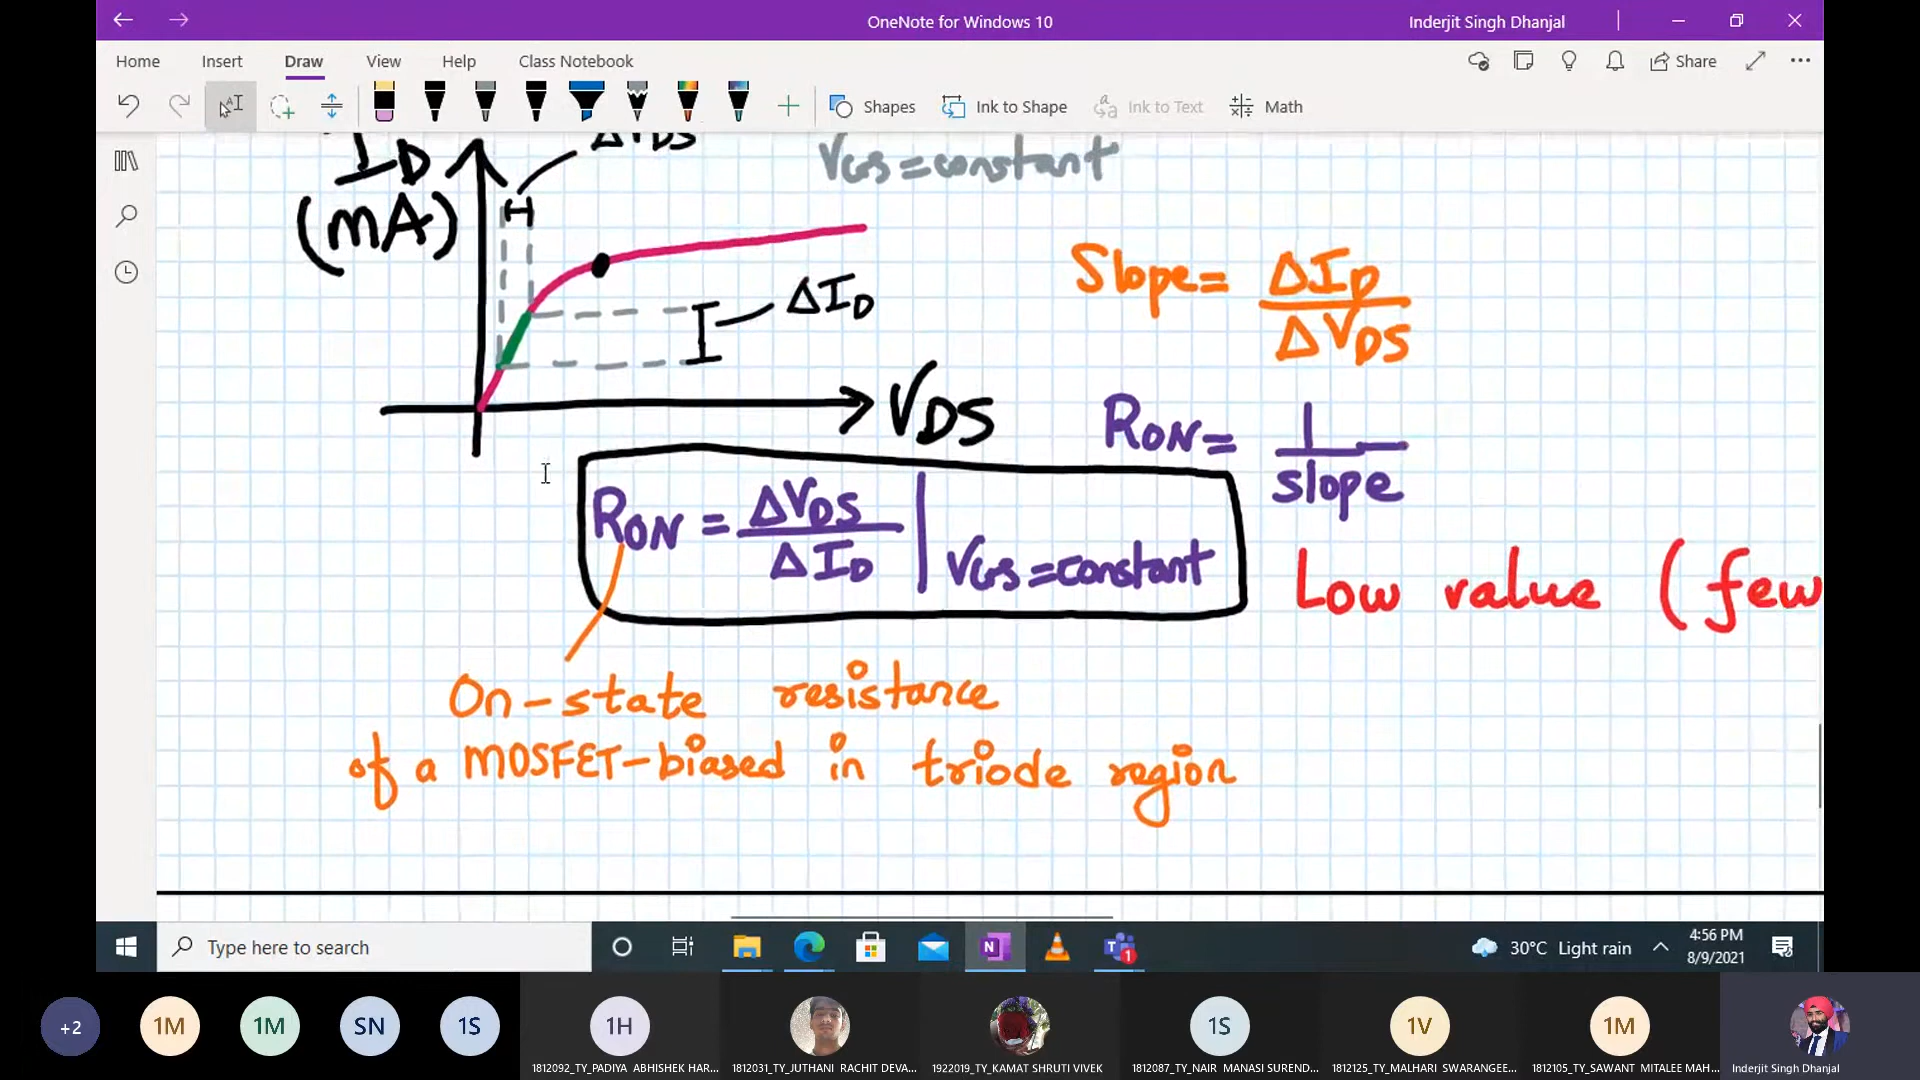 OneNote for Windows 10
Inderjit Singh Dhanjal
Home Insert Draw View Help Class Notebook
Share
Shapes Ink to Shape Ink to Text Math
ΔVDS
VGS=constant
ID
(mA)
ΔID
VDS
Slope= ΔID
ΔVDS
RON= 1
slope
RON = ΔVDS
ΔID
VGS=constant
Low value (few
On-state resistance
of a MOSFET-biased in triode region
Type here to search
1
30°C Light rain
4:56 PM
8/9/2021
+2 1M 1M SN 1S 1H 1S 1V 1M
1812092_TY_PADIYA ABHISHEK HAR... 1812031_TY_JUTHANI RACHIT DEVA... 1922019_TY_KAMAT SHRUTI VIVEK 1812087_TY_NAIR MANASI SUREND... 1812125_TY_MALHARI SWARANGEE... 1812105_TY_SAWANT MITALEE MAH... Inderjit Singh Dhanjal